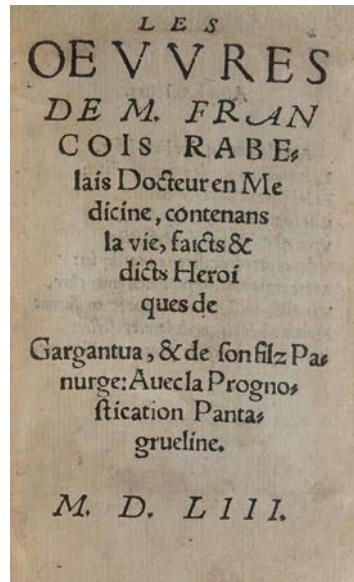 LES
OEVVRES
DE M. FRAN
COIS RABE⸗
lais Docteur en Me
dicine, contenans
la vie, faicts &
dicts Heroi
ques de
Gargantua, & de ſon filz Pa⸗
nurge: Auec la Progno⸗
ſtication Panta⸗
grueline.
M. D. LIII.